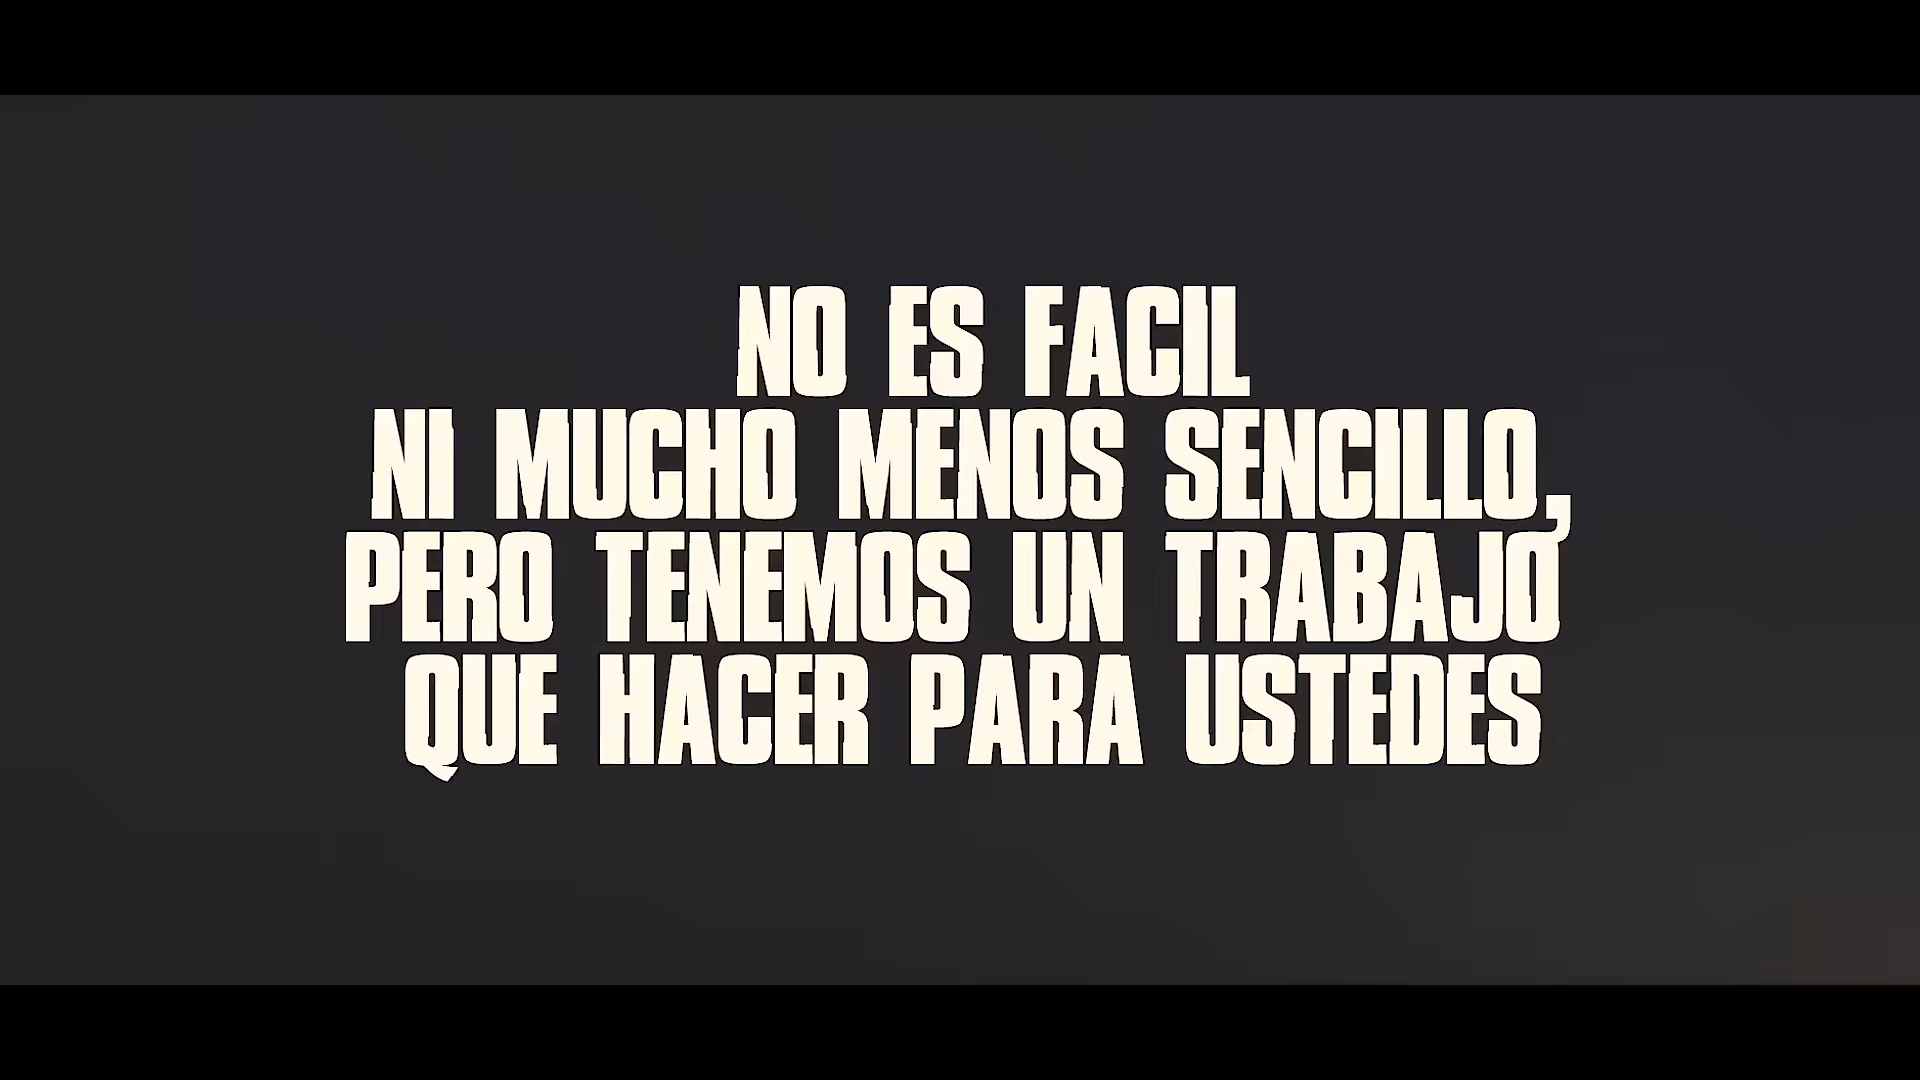 NO ES FACIL
NI MUCHO MENOS SENCILLO,
PERO TENEMOS UN TRABAJO
QUE HACER PARA USTEDES